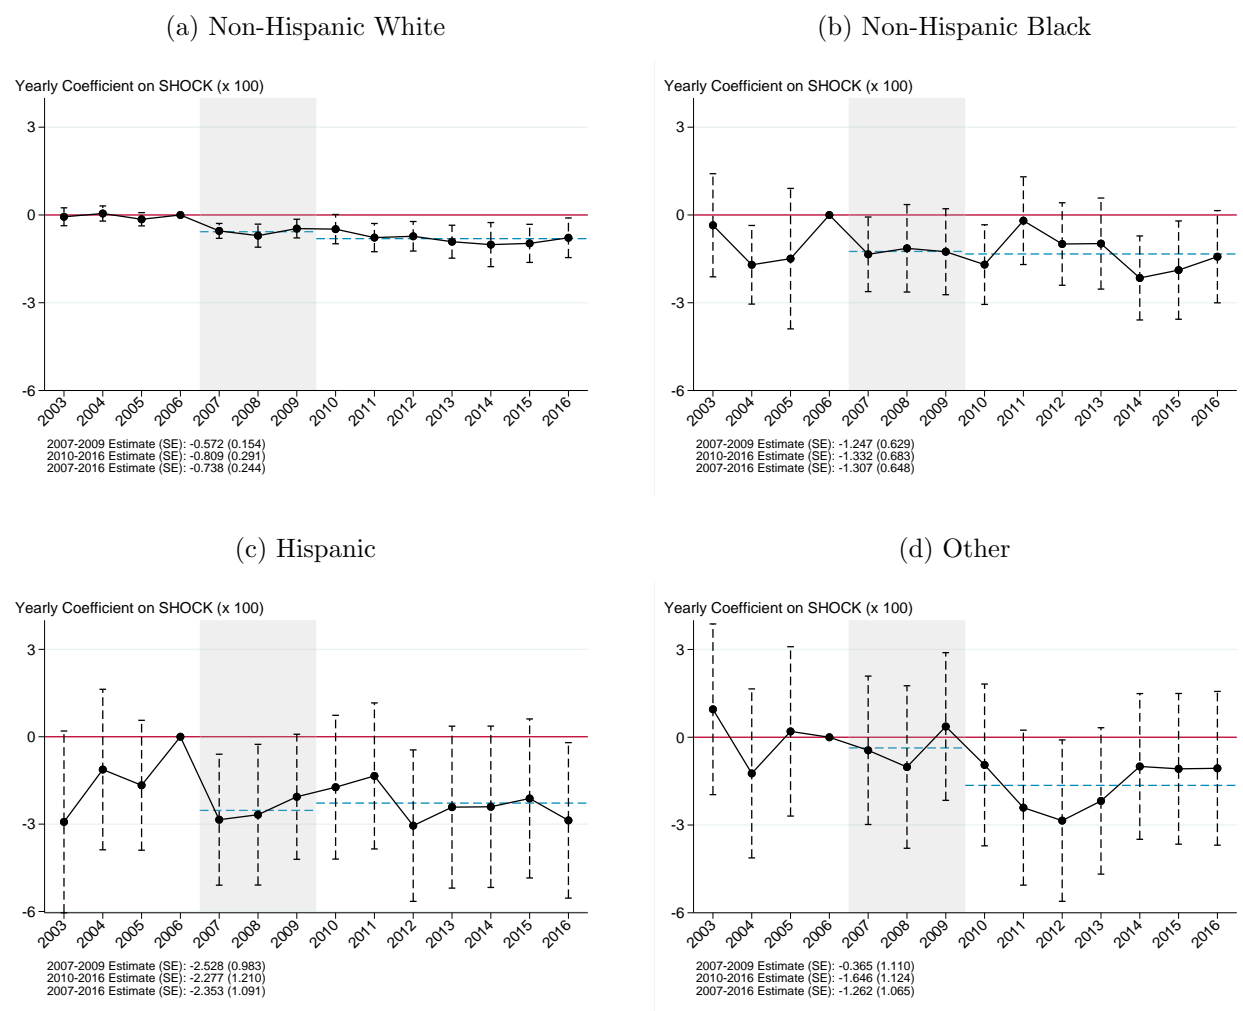 (a) Non-Hispanic White
Yearly Coefficient on SHOCK (x 100)
3
0
-3
-6
2003 2004 2005 2006 2007 2008 2009 2010 2011 2012 2013 2014 2015 2016
2007-2009 Estimate (SE): -0.572 (0.154)
2010-2016 Estimate (SE): -0.809 (0.291)
2007-2016 Estimate (SE): -0.738 (0.244)
(b) Non-Hispanic Black
Yearly Coefficient on SHOCK (x 100)
3
0
-3
-6
2003 2004 2005 2006 2007 2008 2009 2010 2011 2012 2013 2014 2015 2016
2007-2009 Estimate (SE): -1.247 (0.629)
2010-2016 Estimate (SE): -1.332 (0.683)
2007-2016 Estimate (SE): -1.307 (0.648)
(c) Hispanic
Yearly Coefficient on SHOCK (x 100)
3
0
-3
-6
2003 2004 2005 2006 2007 2008 2009 2010 2011 2012 2013 2014 2015 2016
2007-2009 Estimate (SE): -2.528 (0.983)
2010-2016 Estimate (SE): -2.277 (1.210)
2007-2016 Estimate (SE): -2.353 (1.091)
(d) Other
Yearly Coefficient on SHOCK (x 100)
3
0
-3
-6
2003 2004 2005 2006 2007 2008 2009 2010 2011 2012 2013 2014 2015 2016
2007-2009 Estimate (SE): -0.365 (1.110)
2010-2016 Estimate (SE): -1.646 (1.124)
2007-2016 Estimate (SE): -1.262 (1.065)